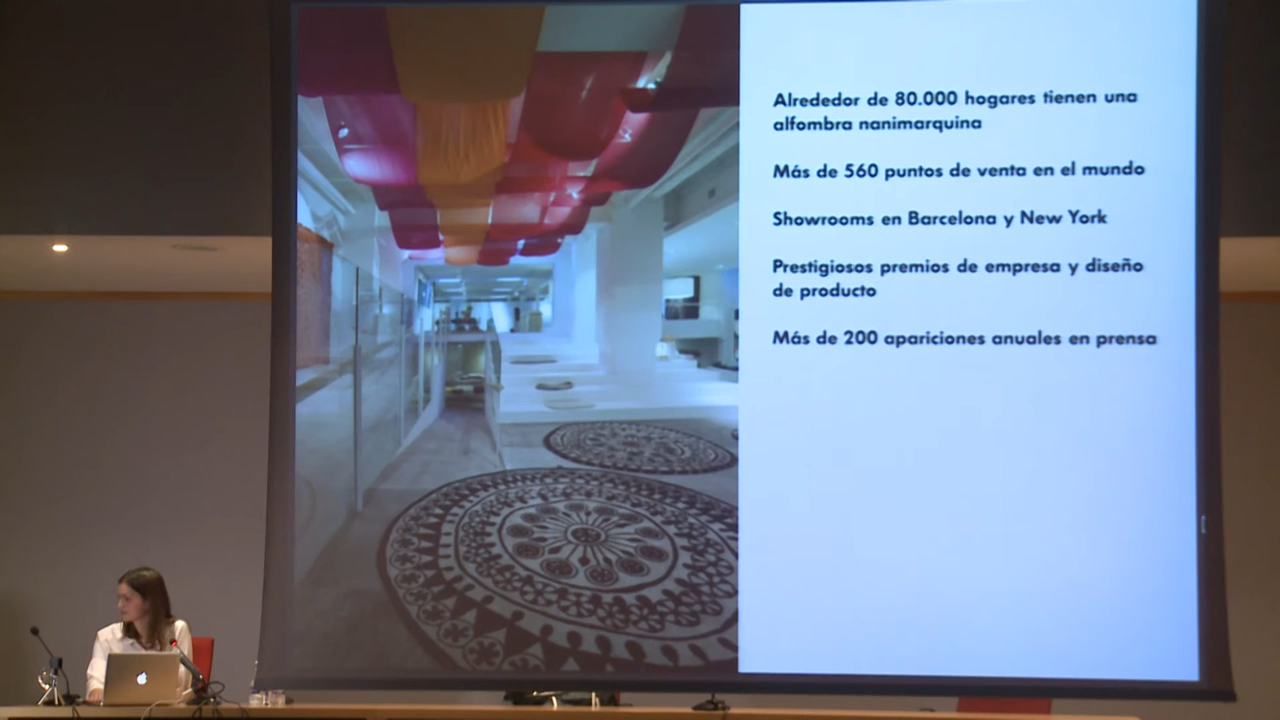 Alrededor de 80.000 hogares tienen una
alfombra nanimarquina
Más de 560 puntos de venta en el mundo
Showrooms en Barcelona y New York
Prestigiosos premios de empresa y diseño
de producto
Más de 200 apariciones anuales en prensa